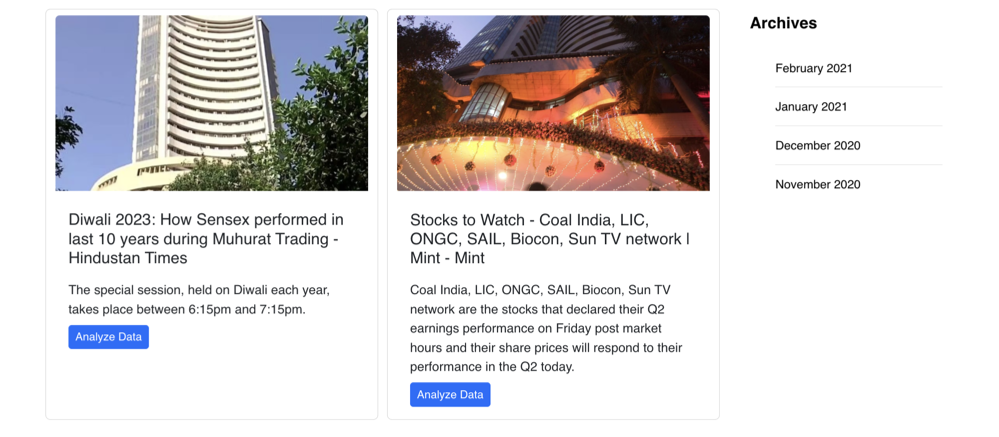 Diwali 2023: How Sensex performed in
last 10 years during Muhurat Trading -
Hindustan Times
The special session, held on Diwali each year,
takes place between 6:15pm and 7:15pm.
Analyze Data
Stocks to Watch - Coal India, LIC,
ONGC, SAIL, Biocon, Sun TV network |
Mint - Mint
Coal India, LIC, ONGC, SAIL, Biocon, Sun TV
network are the stocks that declared their Q2
earnings performance on Friday post market
hours and their share prices will respond to their
performance in the Q2 today.
Analyze Data
Archives
February 2021
January 2021
December 2020
November 2020